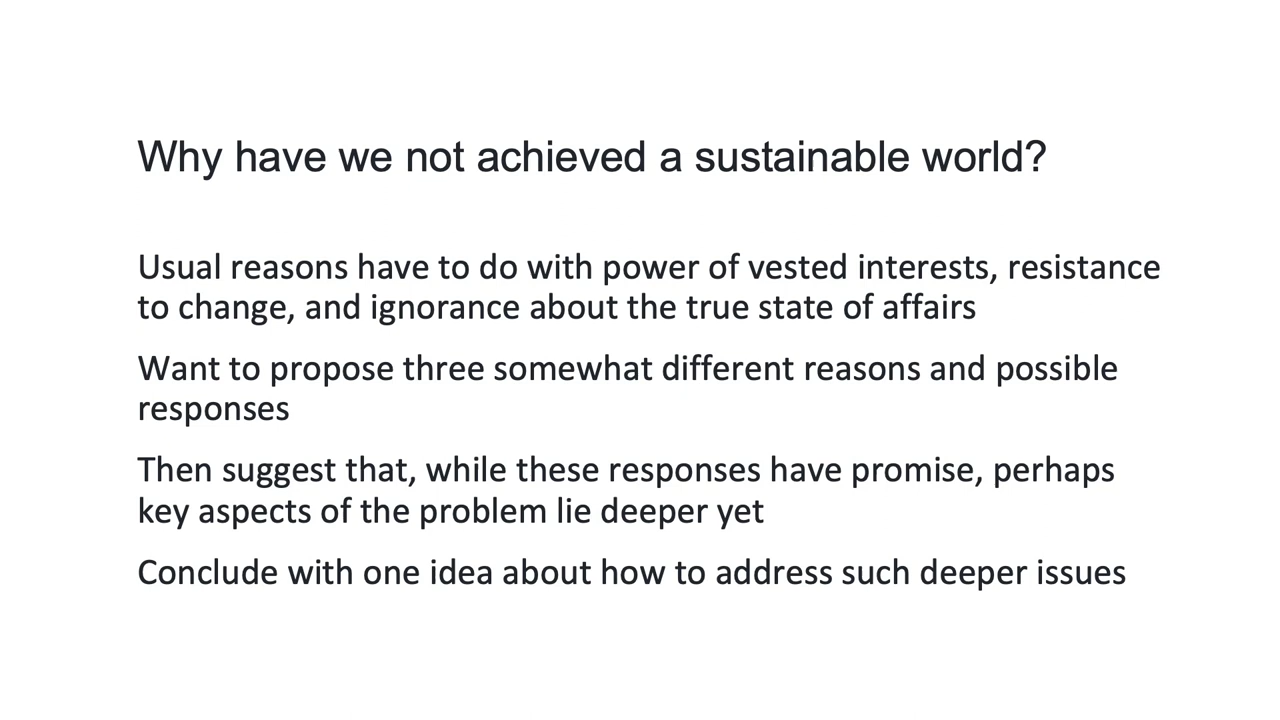 Why have we not achieved a sustainable world?
Usual reasons have to do with power of vested interests, resistance
to change, and ignorance about the true state of affairs
Want to propose three somewhat different reasons and possible
responses
Then suggest that, while these responses have promise, perhaps
key aspects of the problem lie deeper yet
Conclude with one idea about how to address such deeper issues